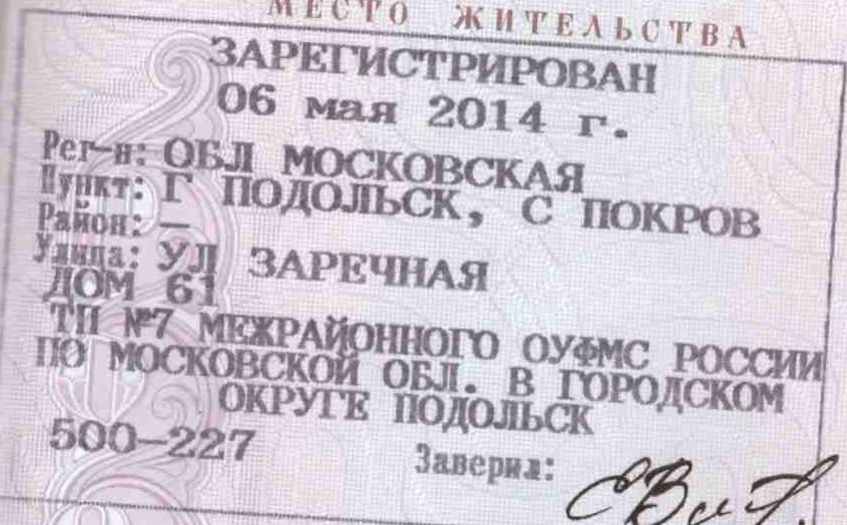 МЕСТО ЖИТЕЛЬСТВА
ЗАРЕГИСТРИРОВАН
06 мая 2014 г.
Рег-н: ОБЛ МОСКОВСКАЯ
Пункт: Г ПОДОЛЬСК, С ПОКРОВ
Район: —
Улица: УЛ ЗАРЕЧНАЯ
ДОМ 61
ТП №7 МЕЖРАЙОННОГО ОУФМС РОССИИ
ПО МОСКОВСКОЙ ОБЛ. В ГОРОДСКОМ
ОКРУГЕ ПОДОЛЬСК
500-227
Заверил: